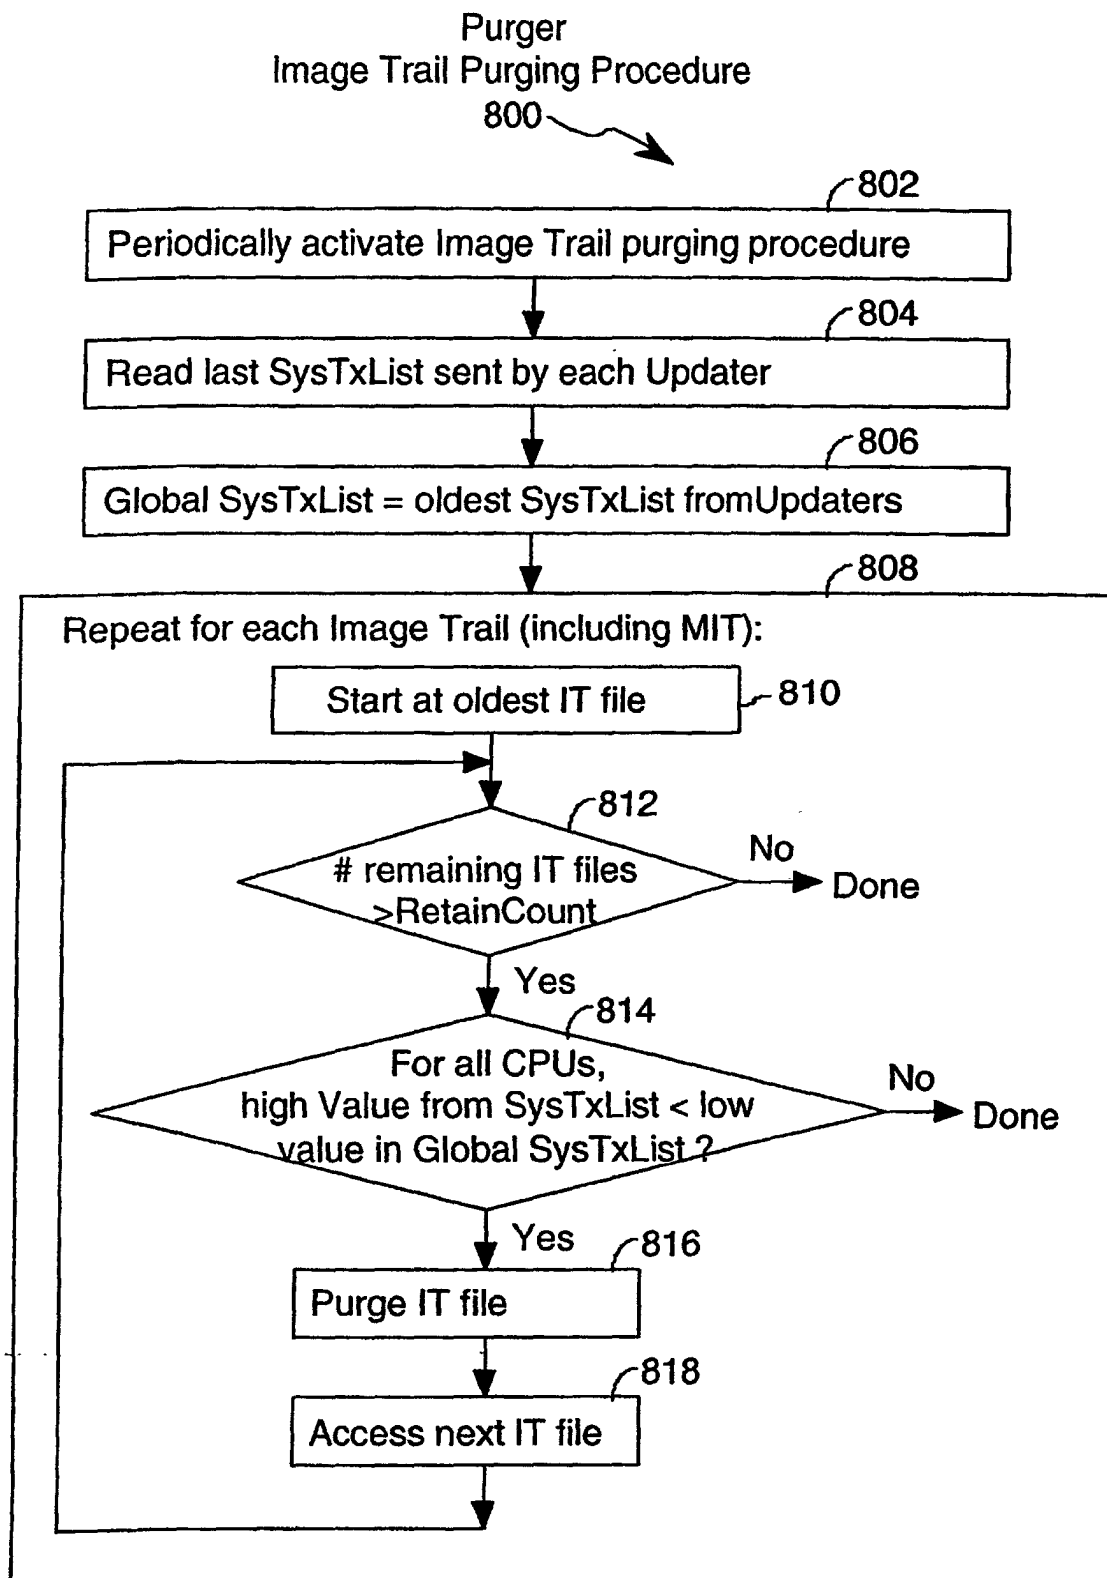 Purger
Image Trail Purging Procedure
800
802
Periodically activate Image Trail purging procedure
804
Read last SysTxList sent by each Updater
806
Global SysTxList = oldest SysTxList fromUpdaters
808
Repeat for each Image Trail (including MIT):
Start at oldest IT file
810
812
# remaining IT files
>RetainCount
No
Done
Yes
814
For all CPUs,
high Value from SysTxList < low
value in Global SysTxList ?
No
Done
Yes
816
Purge IT file
818
Access next IT file